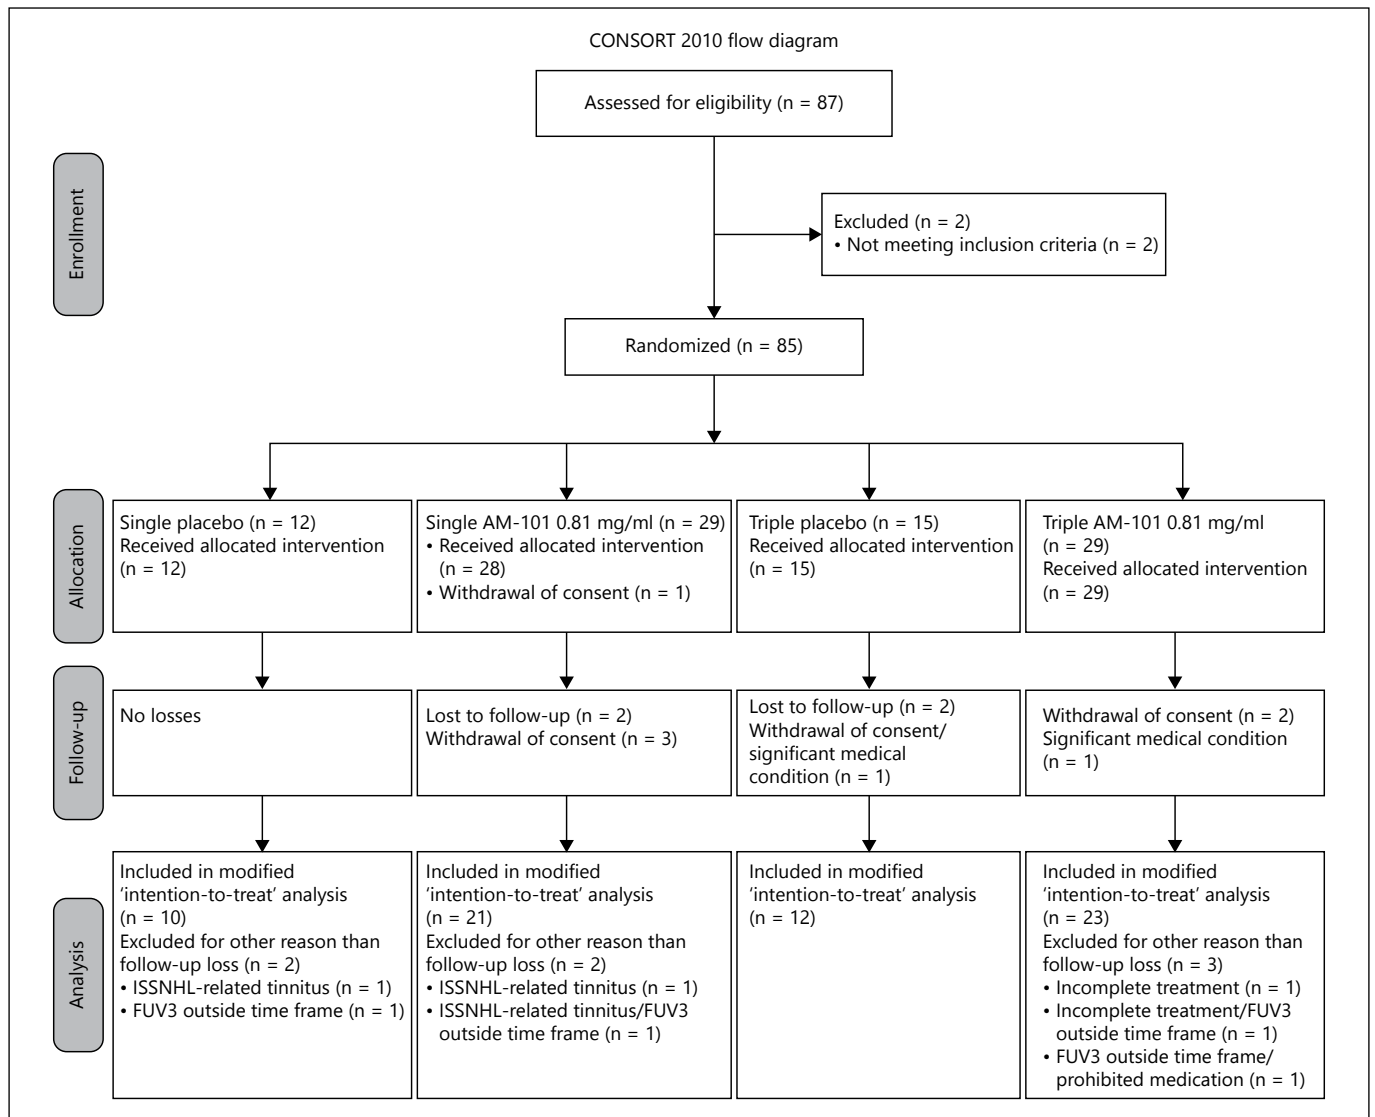 CONSORT 2010 flow diagram
Assessed for eligibility (n = 87)
Enrollment
Excluded (n = 2)
• Not meeting inclusion criteria (n = 2)
Randomized (n = 85)
Allocation
Single placebo (n = 12)
Received allocated intervention
(n = 12)
Single AM-101 0.81 mg/ml (n = 29)
• Received allocated intervention
(n = 28)
• Withdrawal of consent (n = 1)
Triple placebo (n = 15)
Received allocated intervention
(n = 15)
Triple AM-101 0.81 mg/ml
(n = 29)
Received allocated intervention
(n = 29)
Follow-up
No losses
Lost to follow-up (n = 2)
Withdrawal of consent (n = 3)
Lost to follow-up (n = 2)
Withdrawal of consent/
significant medical
condition (n = 1)
Withdrawal of consent (n = 2)
Significant medical condition
(n = 1)
Analysis
Included in modified
‘intention-to-treat’ analysis
(n = 10)
Excluded for other reason than
follow-up loss (n = 2)
• ISSNHL-related tinnitus (n = 1)
• FUV3 outside time frame (n = 1)
Included in modified
‘intention-to-treat’ analysis
(n = 21)
Excluded for other reason than
follow-up loss (n = 2)
• ISSNHL-related tinnitus (n = 1)
• ISSNHL-related tinnitus/FUV3
outside time frame (n = 1)
Included in modified
‘intention-to-treat’ analysis
(n = 12)
Included in modified
‘intention-to-treat’ analysis
(n = 23)
Excluded for other reason than
follow-up loss (n = 3)
• Incomplete treatment (n = 1)
• Incomplete treatment/FUV3
outside time frame (n = 1)
• FUV3 outside time frame/
prohibited medication (n = 1)